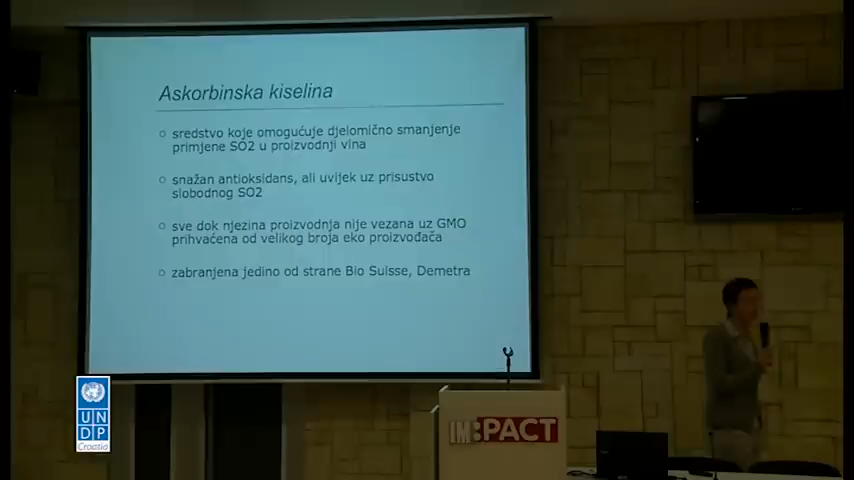 Askorbinska kiselina
sredstvo koje omogućuje djelomično smanjenje
primjene SO2 u proizvodnji vina
snažan antioksidans, ali uvijek uz prisustvo
slobodnog SO2
sve dok njezina proizvodnja nije vezana uz GMO
prihvaćena od velikog broja eko proizvođača
zabranjena jedino od strane Bio Suisse, Demetra
U N
D P
Croatia
IM:PACT